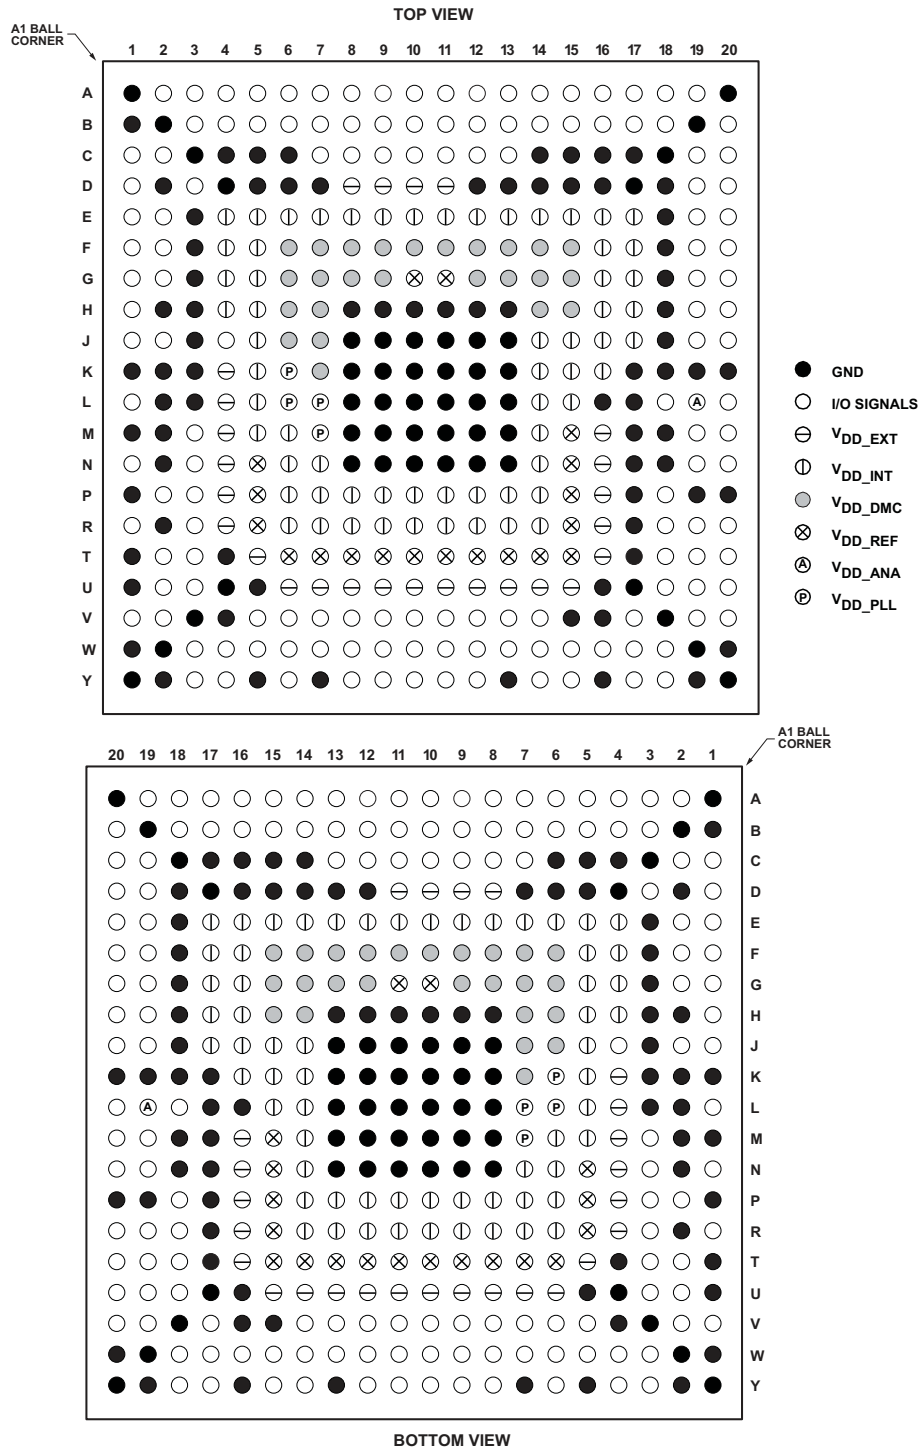 TOP VIEW
A1 BALL
CORNER
1 2 3 4 5 6 7 8 9 10 11 12 13 14 15 16 17 18 19 20
A
B
C
D
E
F
G
H
J
K P
L P P A
M P
N
P
R
T
U
V
W
Y
GND
I/O SIGNALS
VDD_EXT
VDD_INT
VDD_DMC
VDD_REF
A VDD_ANA
P VDD_PLL
A1 BALL
CORNER
20 19 18 17 16 15 14 13 12 11 10 9 8 7 6 5 4 3 2 1
A
B
C
D
E
F
G
H
J
P K
A P P L
P M
N
P
R
T
U
V
W
Y
BOTTOM VIEW